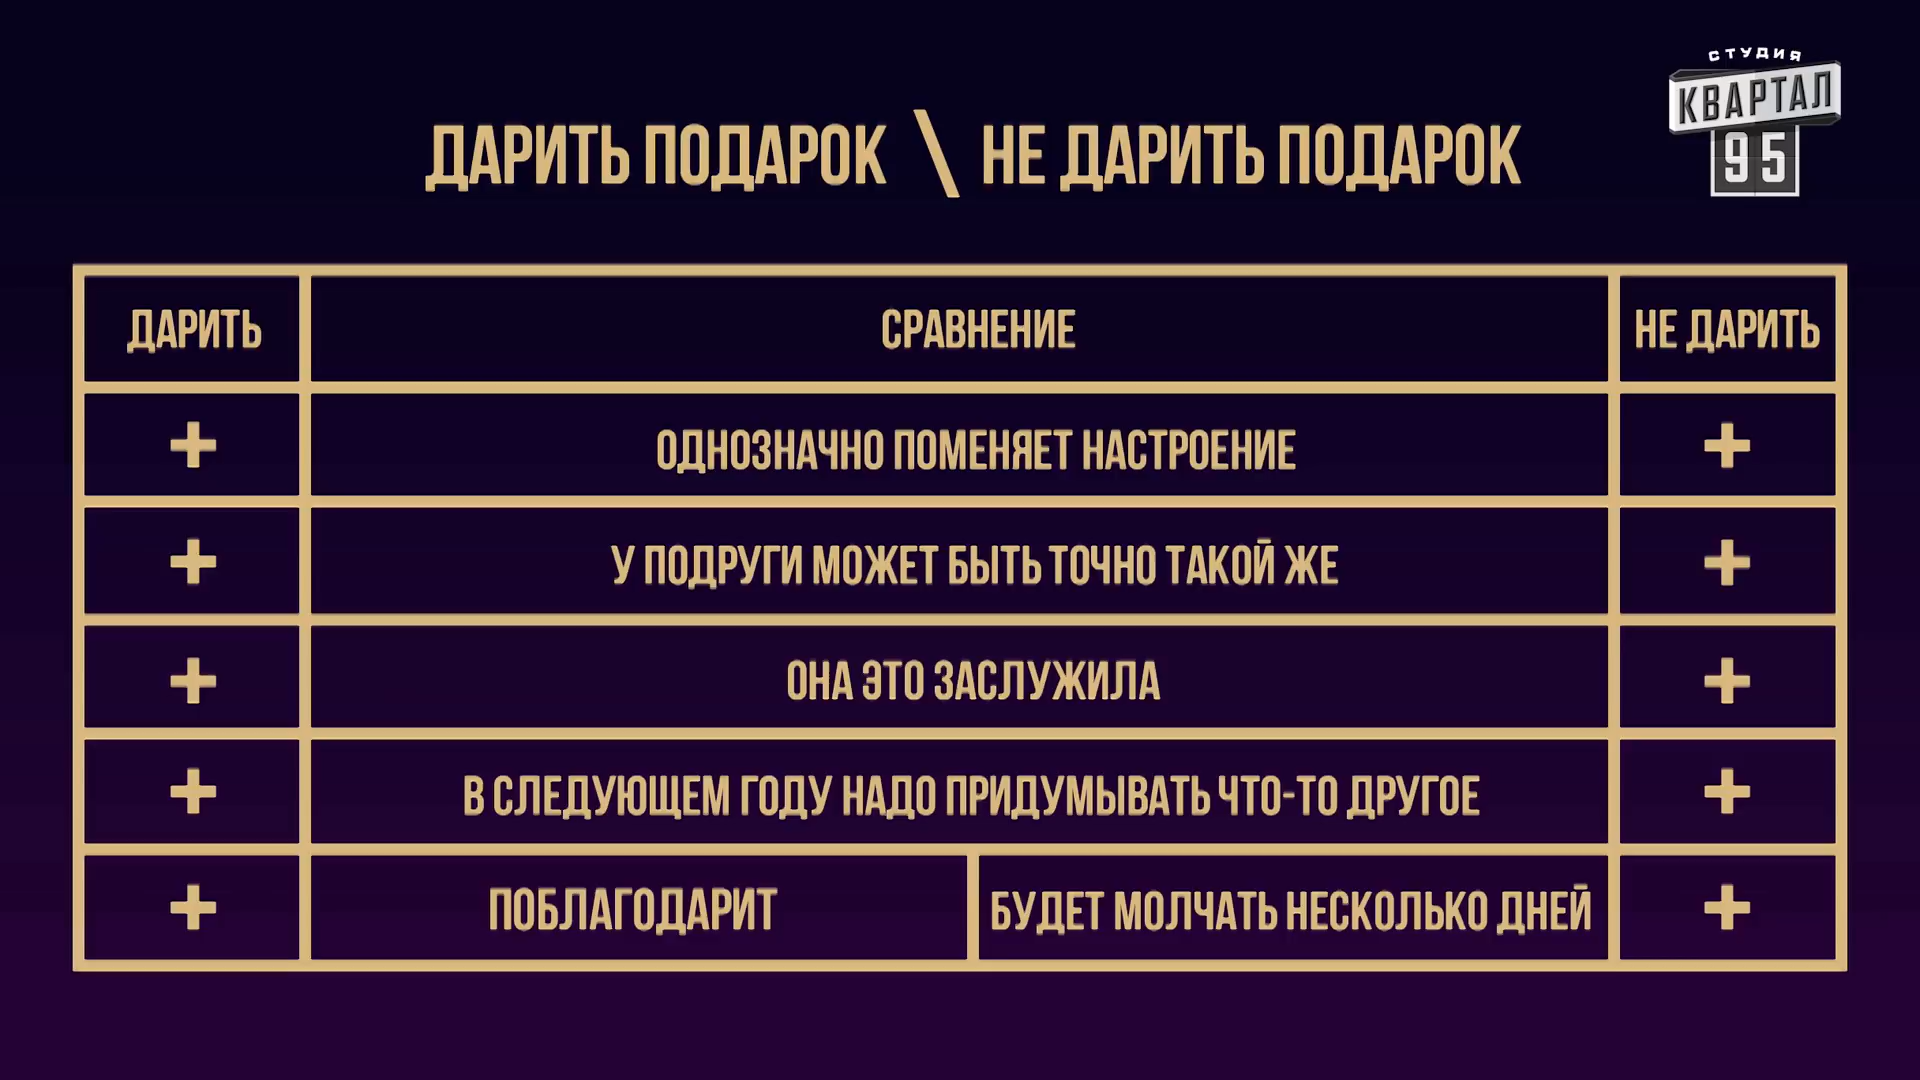 СТУДИЯ
КВАРТАЛ
95
ДАРИТЬ ПОДАРОК \ НЕ ДАРИТЬ ПОДАРОК
ДАРИТЬ СРАВНЕНИЕ НЕ ДАРИТЬ
+ ОДНОЗНАЧНО ПОМЕНЯЕТ НАСТРОЕНИЕ +
+ У ПОДРУГИ МОЖЕТ БЫТЬ ТОЧНО ТАКОЙ ЖЕ +
+ ОНА ЭТО ЗАСЛУЖИЛА +
+ В СЛЕДУЮЩЕМ ГОДУ НАДО ПРИДУМЫВАТЬ ЧТО-ТО ДРУГОЕ +
+ ПОБЛАГОДАРИТ БУДЕТ МОЛЧАТЬ НЕСКОЛЬКО ДНЕЙ +